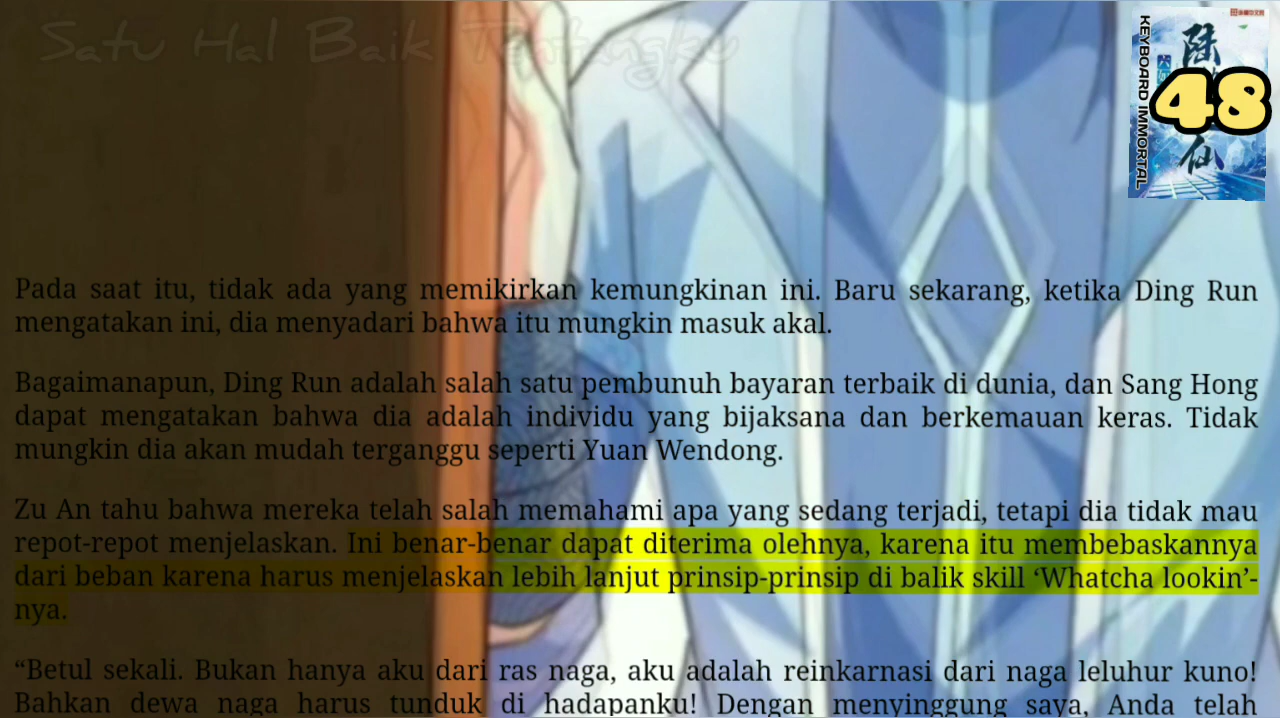 Satu Hal Baik Tentangku
KEYBOARD IMMORTAL
48
Pada saat itu, tidak ada yang memikirkan kemungkinan ini. Baru sekarang, ketika Ding Run
mengatakan ini, dia menyadari bahwa itu mungkin masuk akal.
Bagaimanapun, Ding Run adalah salah satu pembunuh bayaran terbaik di dunia, dan Sang Hong
dapat mengatakan bahwa dia adalah individu yang bijaksana dan berkemauan keras. Tidak
mungkin dia akan mudah terganggu seperti Yuan Wendong.
Zu An tahu bahwa mereka telah salah memahami apa yang sedang terjadi, tetapi dia tidak mau
repot-repot menjelaskan. Ini benar-benar dapat diterima olehnya, karena itu membebaskannya
dari beban karena harus menjelaskan lebih lanjut prinsip-prinsip di balik skill ‘Whatcha lookin’-
nya.
“Betul sekali. Bukan hanya aku dari ras naga, aku adalah reinkarnasi dari naga leluhur kuno!
Bahkan dewa naga harus tunduk di hadapanku! Dengan menyinggung saya, Anda telah